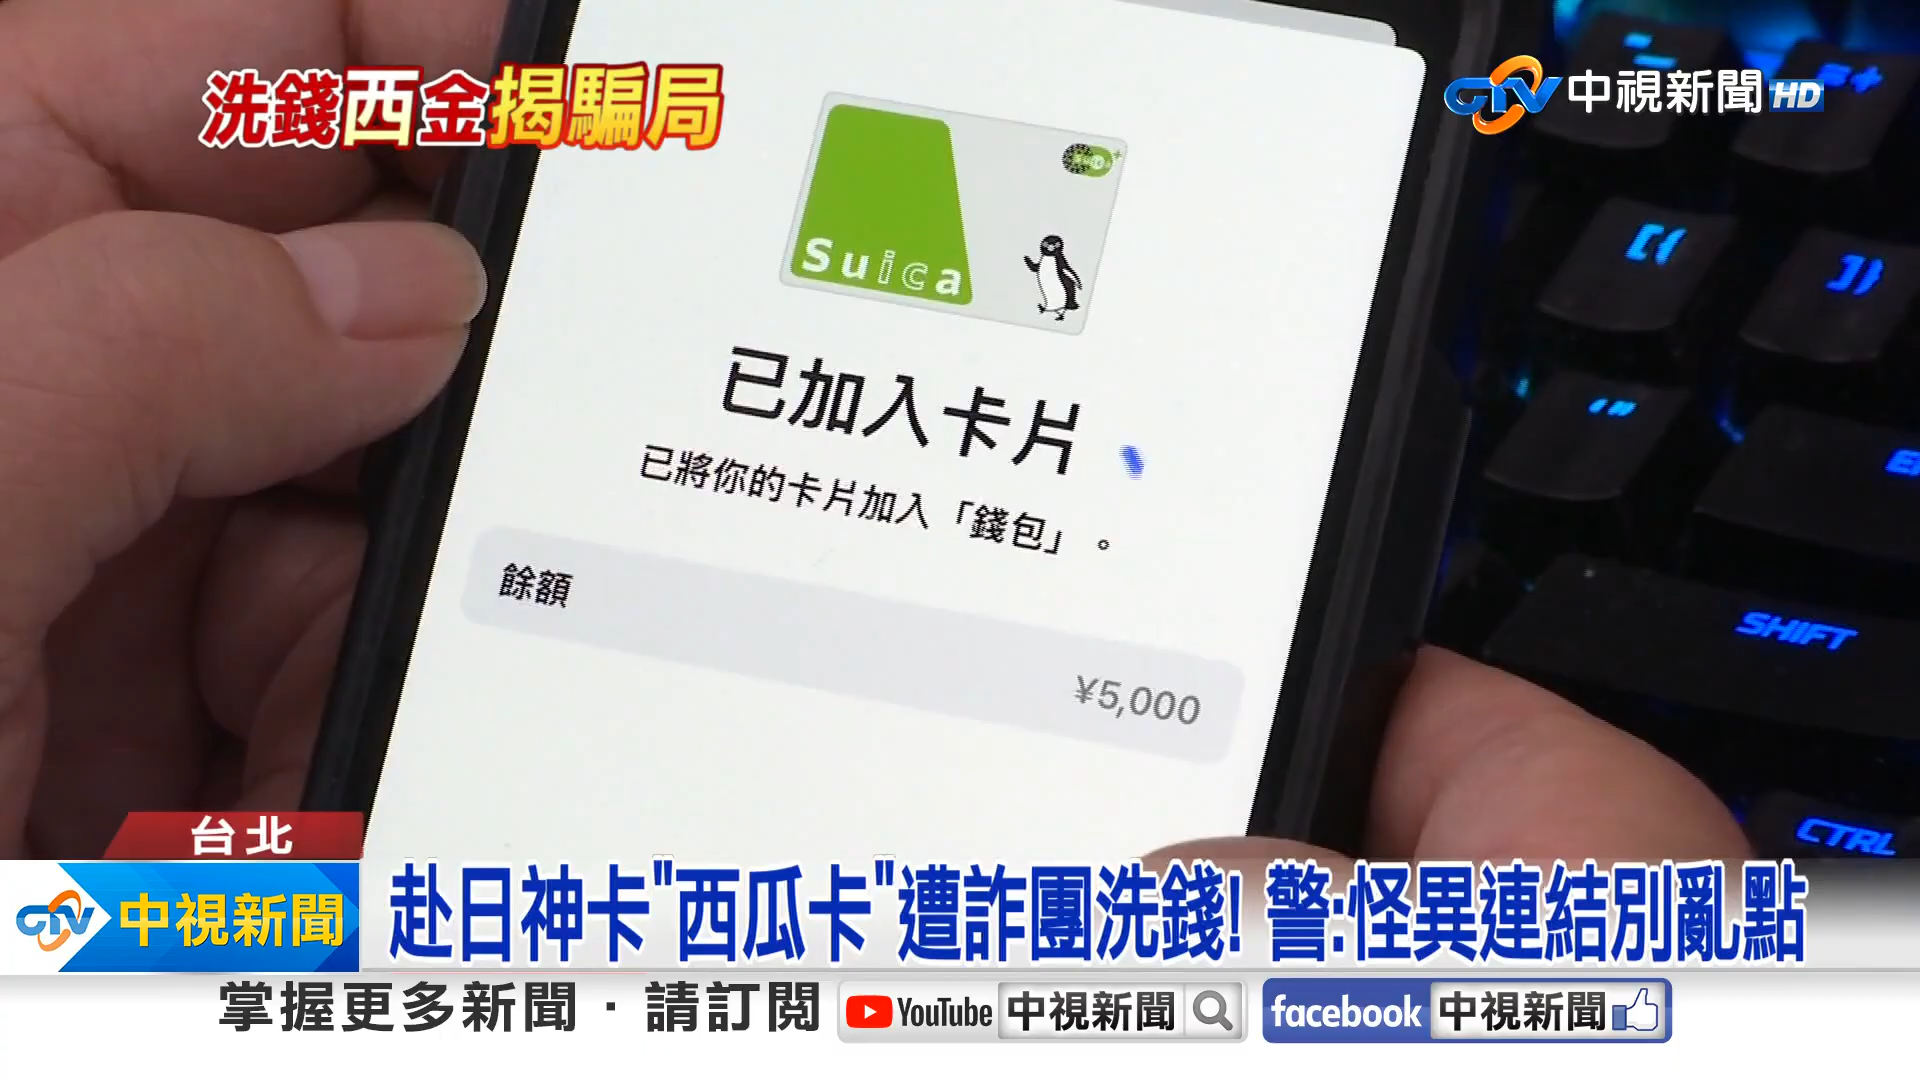 洗錢西金揭騙局
CTV 中視新聞 HD
Suica
已加入卡片
已將你的卡片加入「錢包」。
餘額
¥5,000
[{
]}
SHIFT
CTRL
台北
CTV 中視新聞
赴日神卡"西瓜卡"遭詐團洗錢! 警:怪異連結別亂點
掌握更多新聞・請訂閱 YouTube 中視新聞 facebook 中視新聞